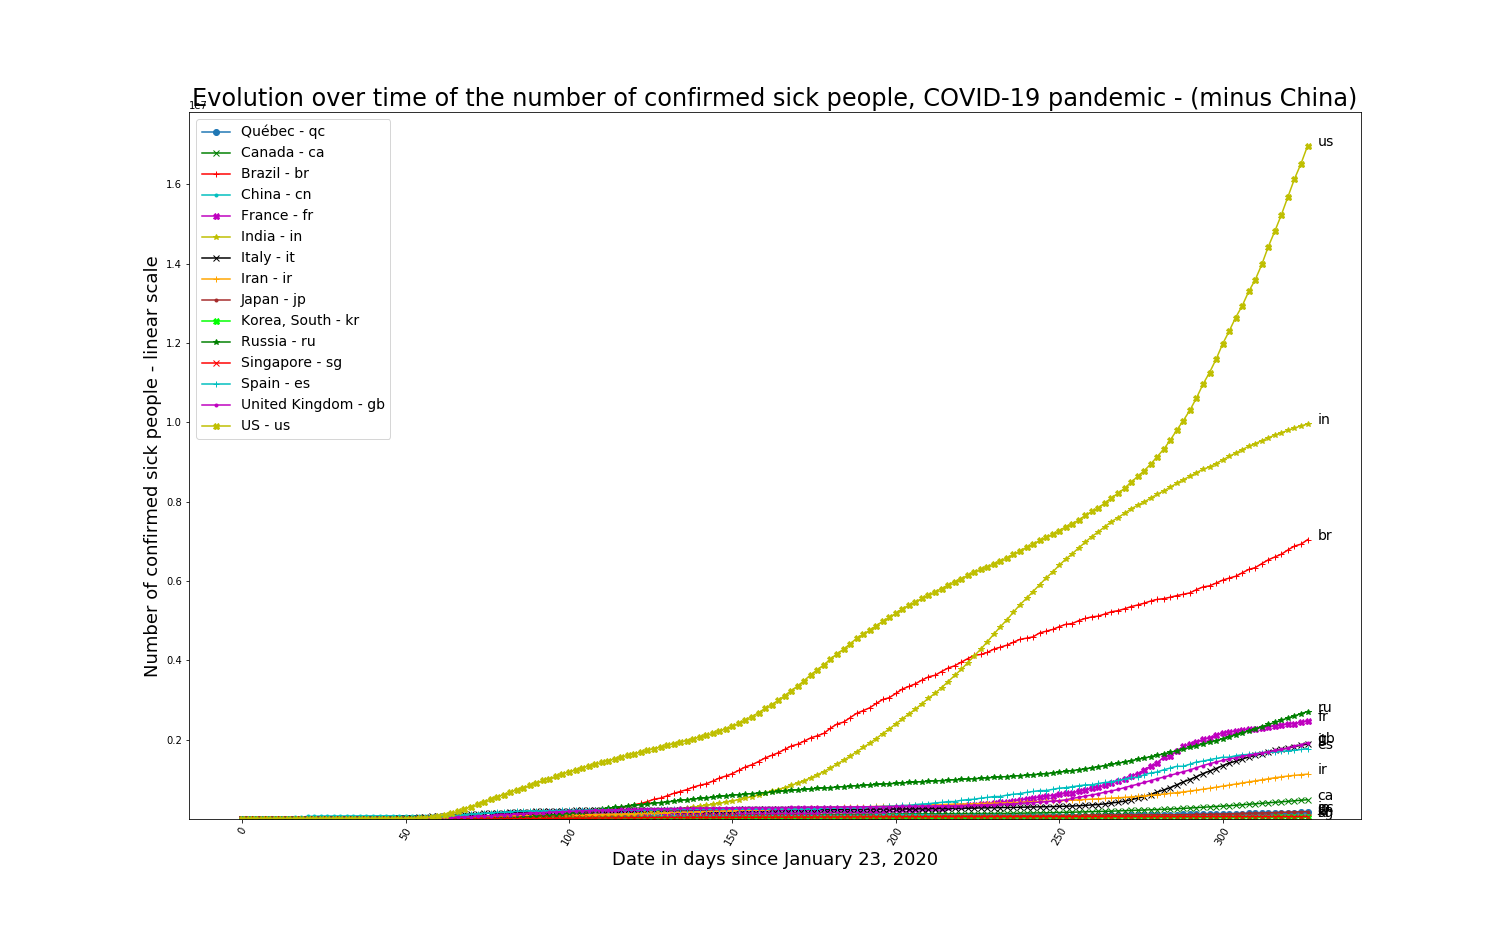 Evolution over time of the number of confirmed sick people, COVID-19 pandemic - (minus China)
1e7
Québec - qc
Canada - ca
Brazil - br
China - cn
France - fr
India - in
Italy - it
Iran - ir
Japan - jp
Korea, South - kr
Russia - ru
Singapore - sg
Spain - es
United Kingdom - gb
US - us
Number of confirmed sick people - linear scale
1.6
1.4
1.2
1.0
0.8
0.6
0.4
0.2
us
in
br
ru
fr
it
gb
es
ir
ca
0
50
100
150
200
250
300
Date in days since January 23, 2020